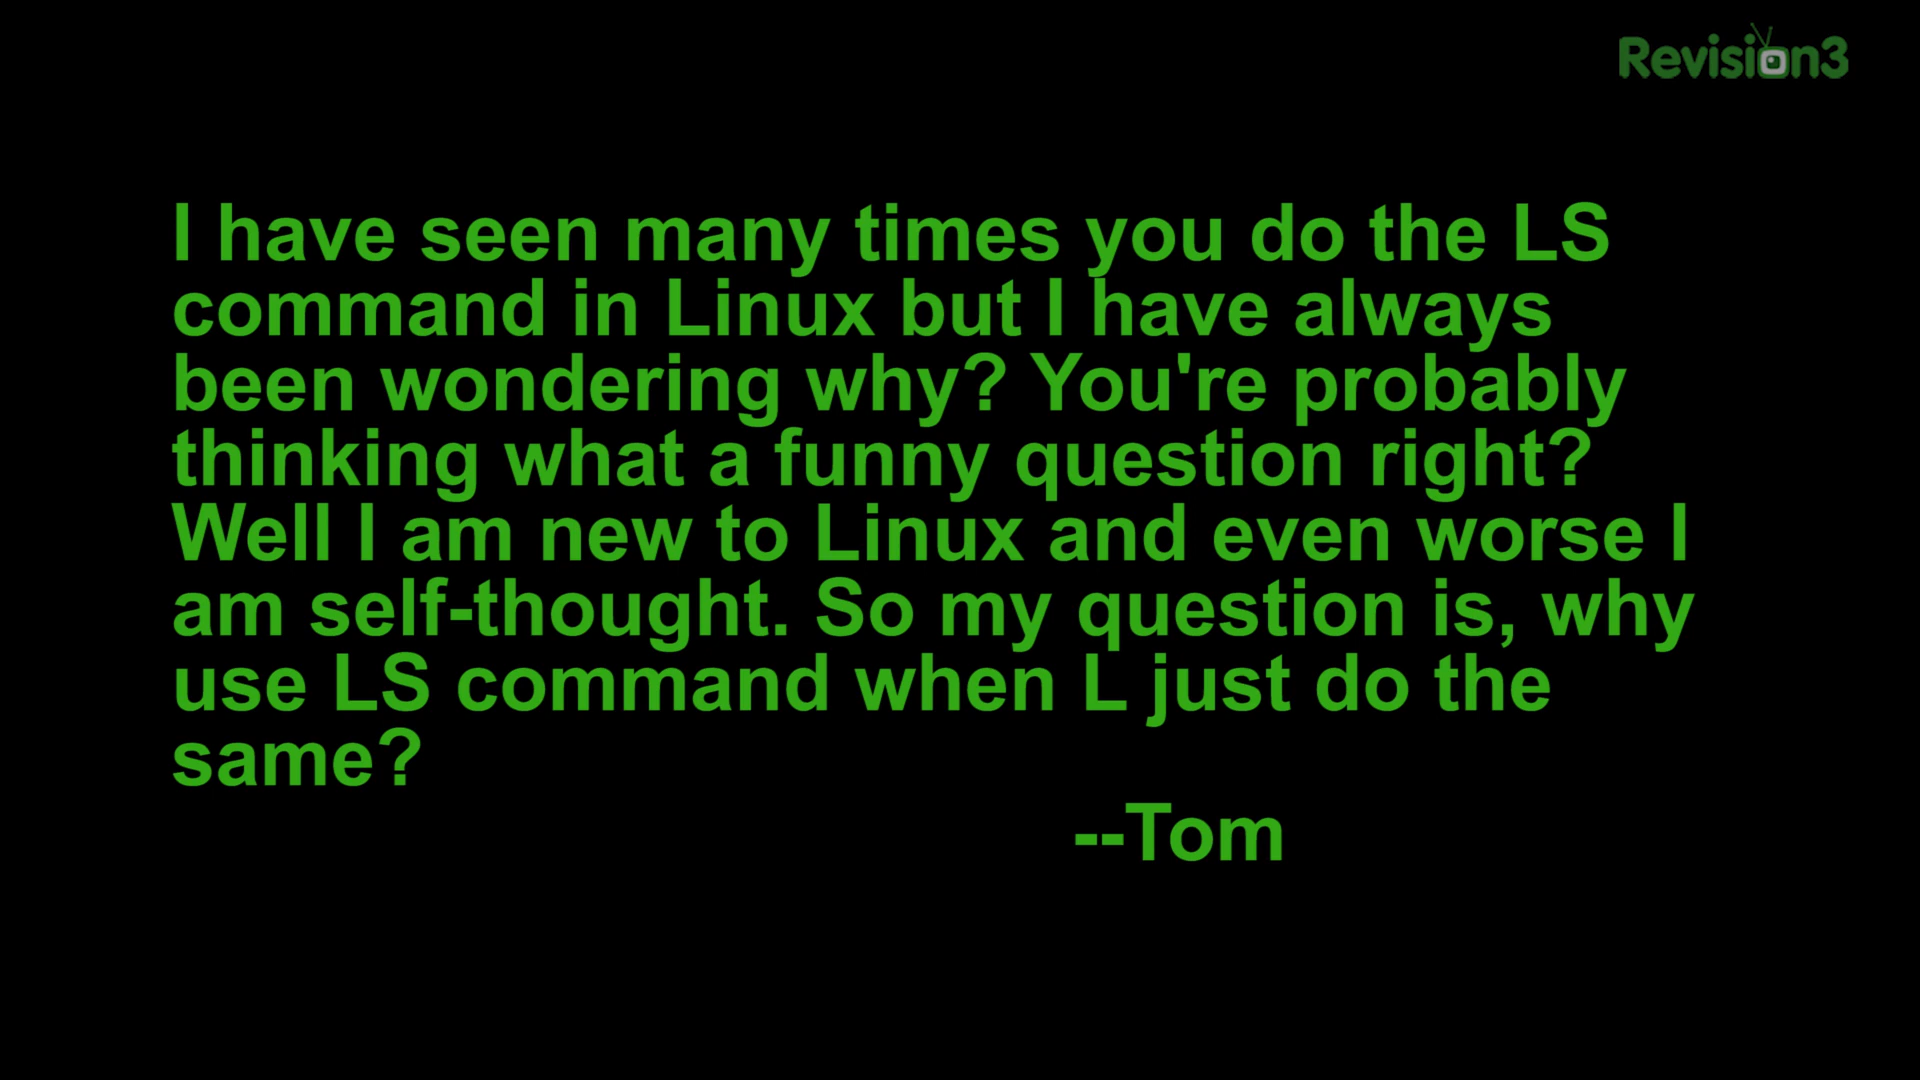 Revision3
I have seen many times you do the LS
command in Linux but I have always
been wondering why? You're probably
thinking what a funny question right?
Well I am new to Linux and even worse I
am self-thought. So my question is, why
use LS command when L just do the
same?
--Tom